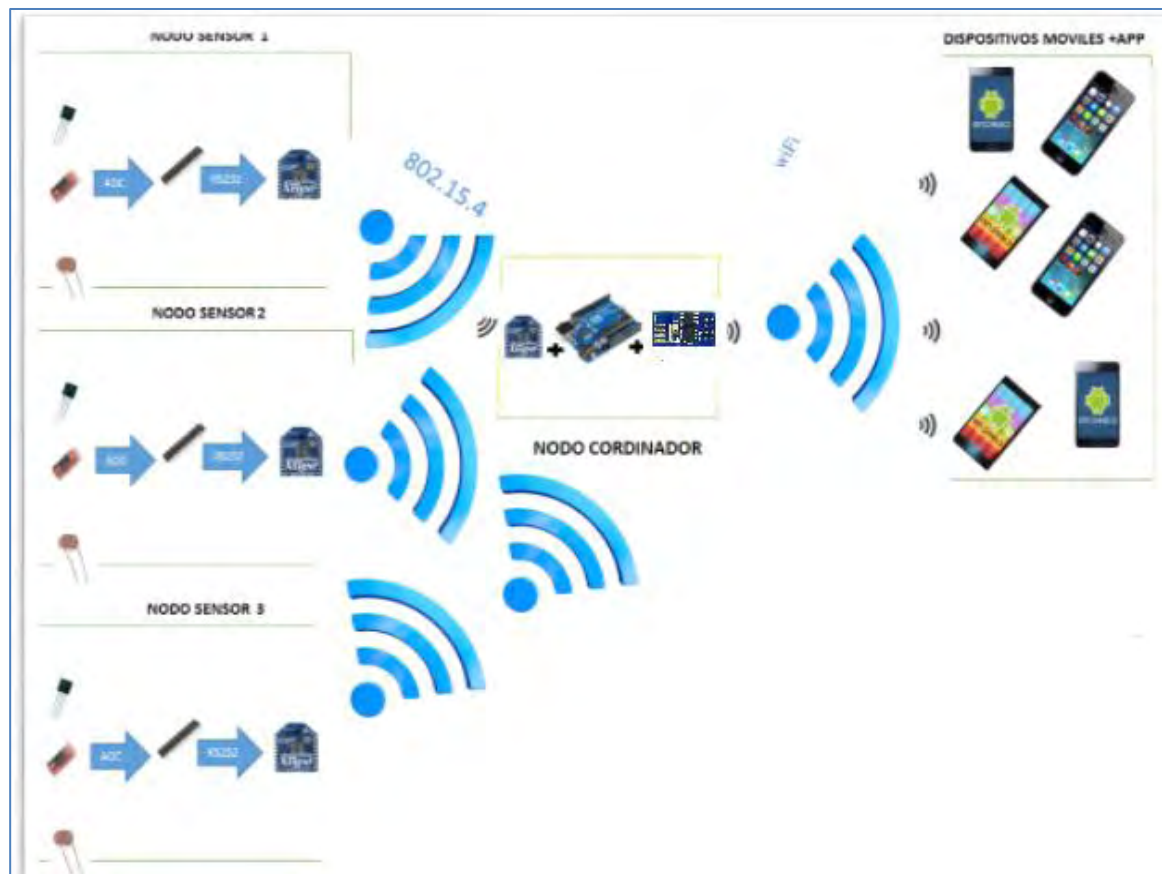 NODO SENSOR 1
DISPOSITIVOS MOVILES +APP
ADC
RS232
802.15.4
wiFi
NODO SENSOR 2
ADC
RS232
NODO CORDINADOR
NODO SENSOR 3
ADC
RS232